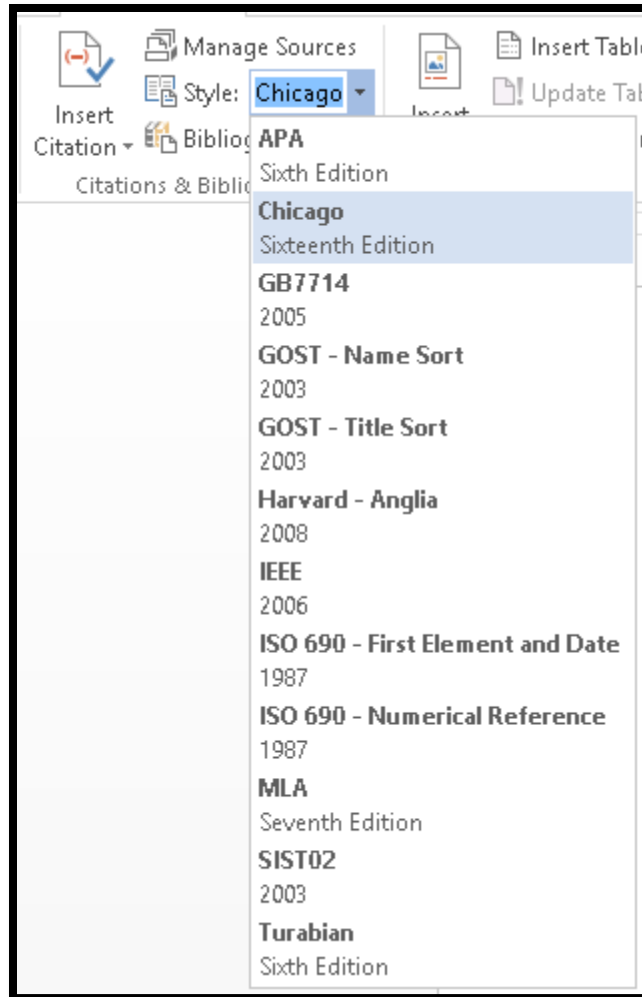 Manage Sources
Style: Chicago
Insert
Citation
Bibliog
Citations & Biblio
Insert Table
Update Tab
Insert
APA
Sixth Edition
Chicago
Sixteenth Edition
GB7714
2005
GOST - Name Sort
2003
GOST - Title Sort
2003
Harvard - Anglia
2008
IEEE
2006
ISO 690 - First Element and Date
1987
ISO 690 - Numerical Reference
1987
MLA
Seventh Edition
SIST02
2003
Turabian
Sixth Edition